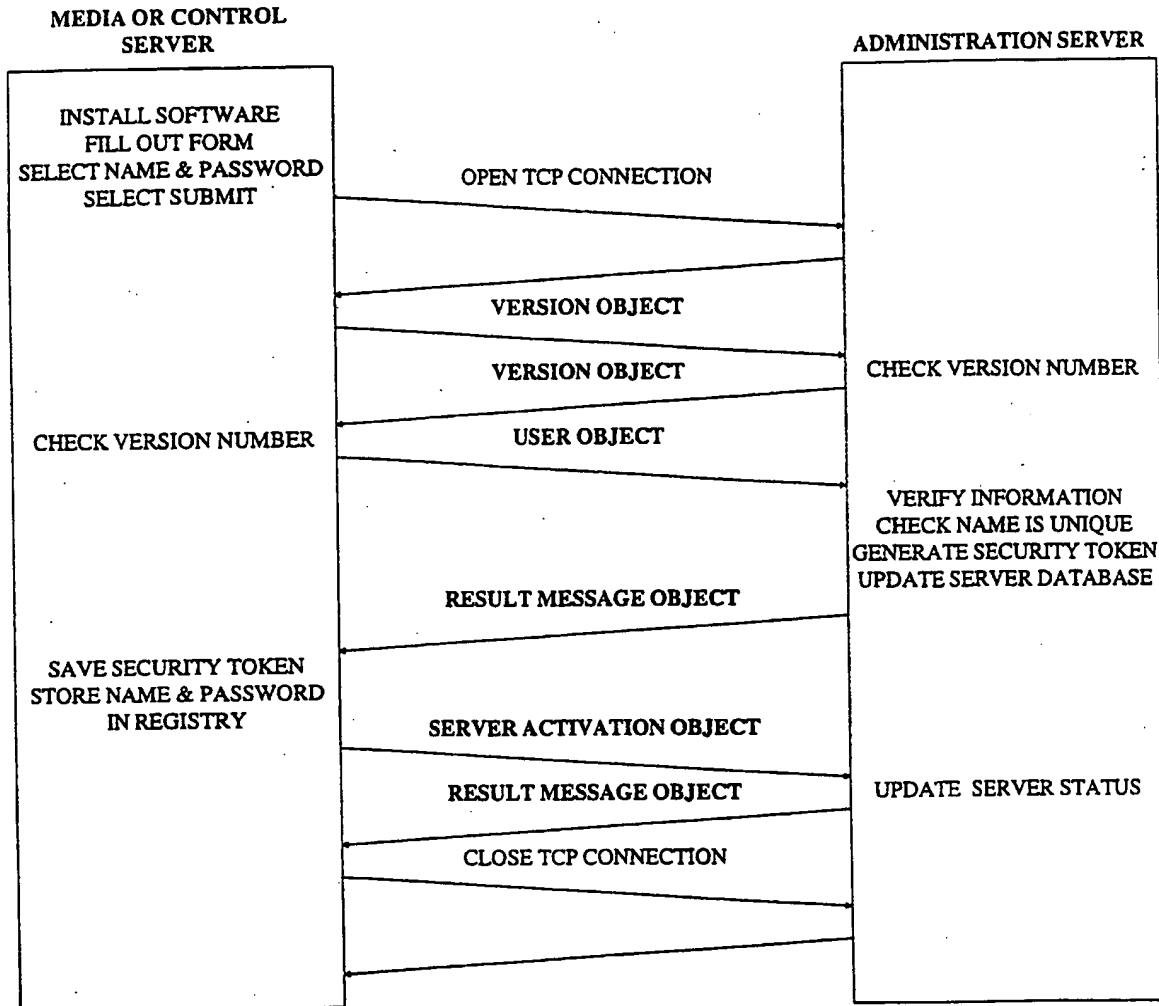 MEDIA OR CONTROL
SERVER
ADMINISTRATION SERVER
INSTALL SOFTWARE
FILL OUT FORM
SELECT NAME & PASSWORD
SELECT SUBMIT
OPEN TCP CONNECTION
VERSION OBJECT
VERSION OBJECT
CHECK VERSION NUMBER
CHECK VERSION NUMBER
USER OBJECT
VERIFY INFORMATION
CHECK NAME IS UNIQUE
GENERATE SECURITY TOKEN
UPDATE SERVER DATABASE
RESULT MESSAGE OBJECT
SAVE SECURITY TOKEN
STORE NAME & PASSWORD
IN REGISTRY
SERVER ACTIVATION OBJECT
RESULT MESSAGE OBJECT
UPDATE SERVER STATUS
CLOSE TCP CONNECTION